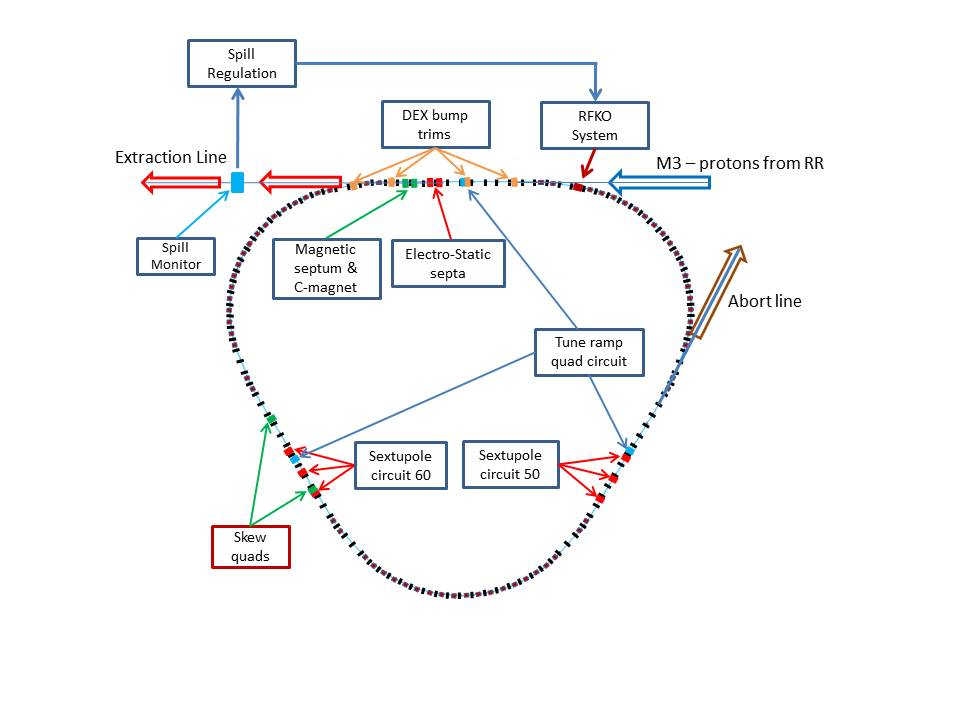 Spill
Regulation
DEX bump
trims
RFKO
System
Extraction Line
M3 – protons from RR
Spill
Monitor
Magnetic
septum &
C-magnet
Electro-Static
septa
Abort line
Tune ramp
quad circuit
Sextupole
circuit 60
Sextupole
circuit 50
Skew
quads